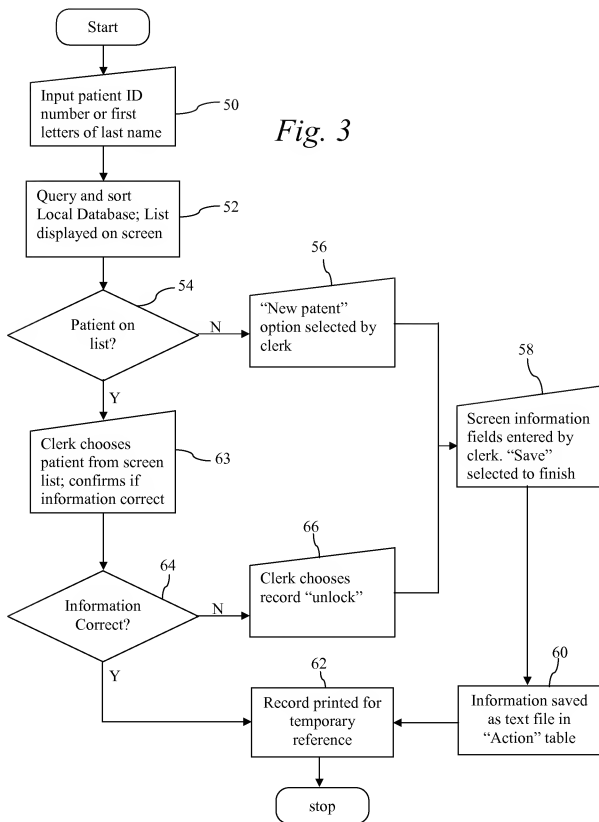 Start
Input patient ID
number or first
letters of last name
50
Fig. 3
Query and sort
Local Database; List
displayed on screen
52
54
Patient on
list?
N
Y
56
“New patent”
option selected by
clerk
58
Screen information
fields entered by
clerk. “Save”
selected to finish
Clerk chooses
patient from screen
list; confirms if
information correct
63
64
Information
Correct?
N
Y
66
Clerk chooses
record “unlock”
62
Record printed for
temporary
reference
60
Information saved
as text file in
“Action” table
stop